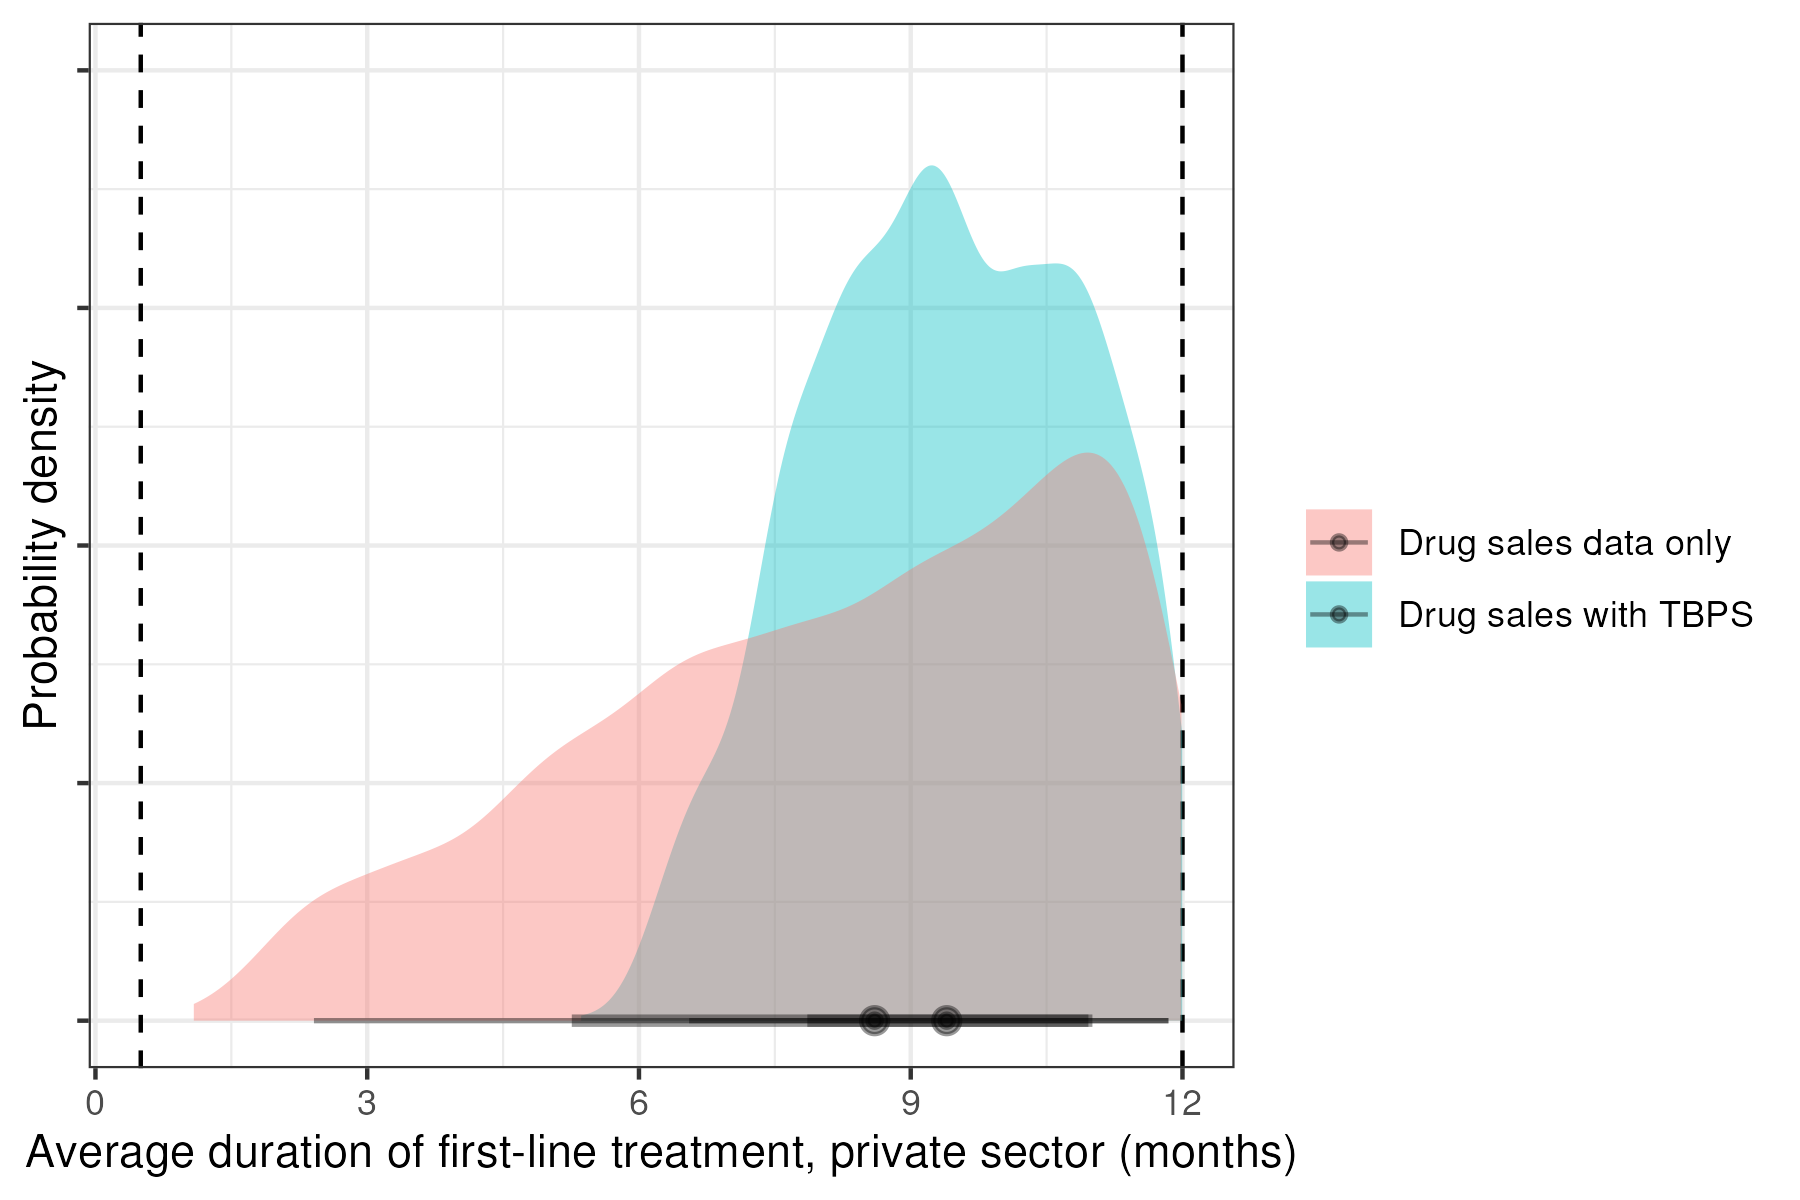 Probability density
0 3 6 9 12
Average duration of first-line treatment, private sector (months)
Drug sales data only
Drug sales with TBPS